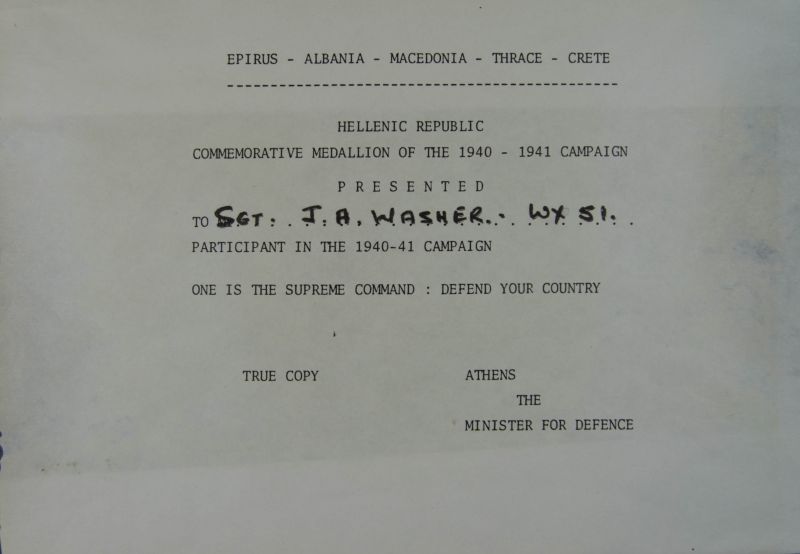 EPIRUS - ALBANIA - MACEDONIA - THRACE - CRETE
---------------------------------------------
HELLENIC REPUBLIC
COMMEMORATIVE MEDALLION OF THE 1940 - 1941 CAMPAIGN
P R E S E N T E D
TO SGT. J. A. WASHER. WX 51.
PARTICIPANT IN THE 1940-41 CAMPAIGN
ONE IS THE SUPREME COMMAND : DEFEND YOUR COUNTRY
TRUE COPY ATHENS
THE
MINISTER FOR DEFENCE